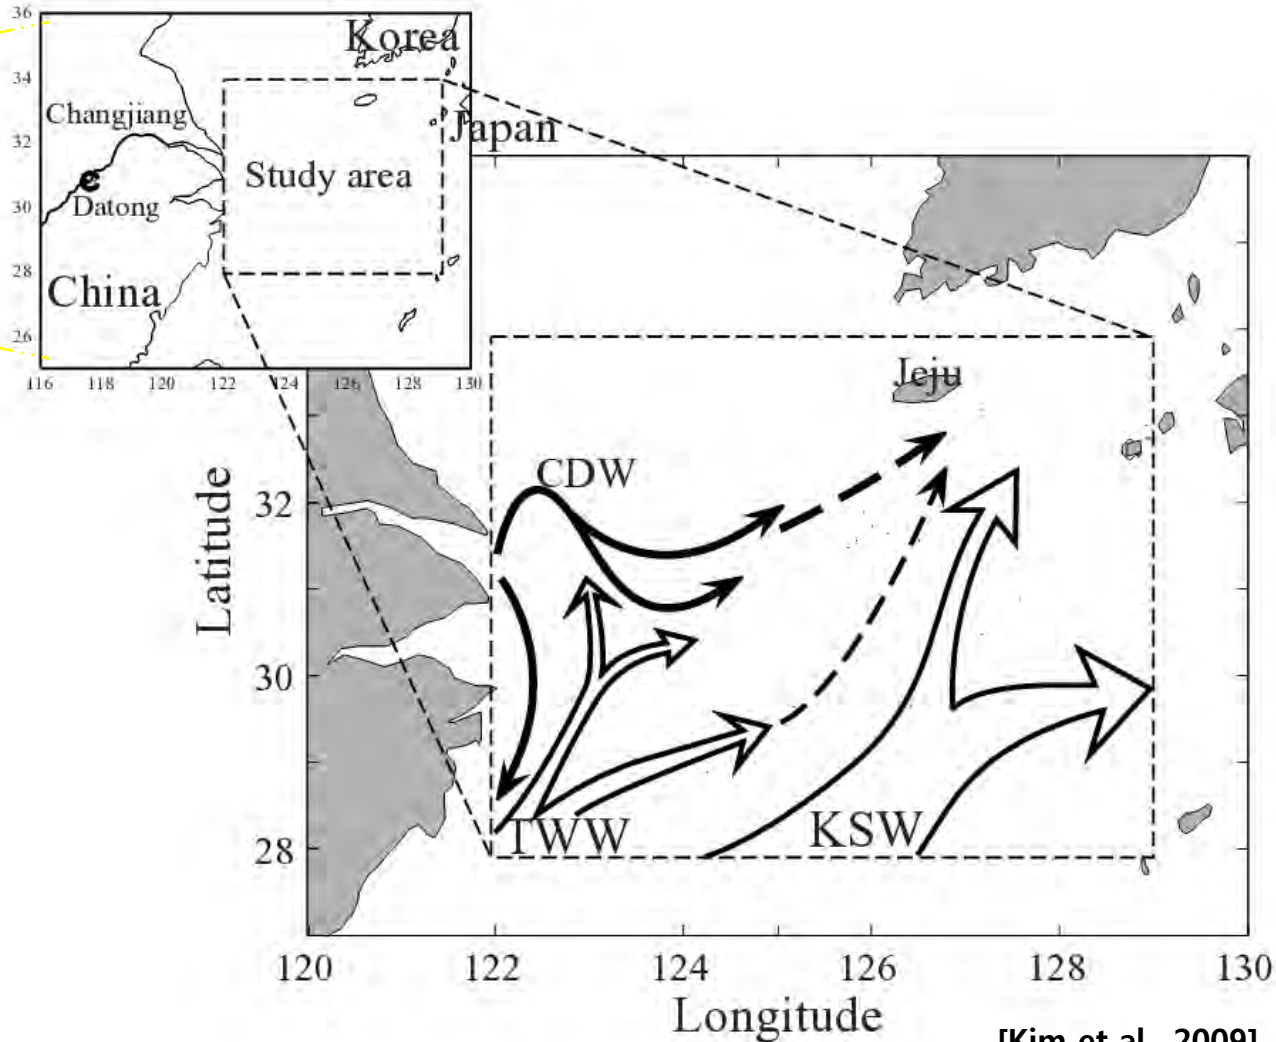 36
34
32
30
28
26
116
118
120
122
124
126
128
130
Korea
Japan
Changjiang
Study area
Datong
China
Jeju
CDW
TWW
KSW
Latitude
32
30
28
120
122
124
126
128
130
Longitude
[Kim et al., 2009]